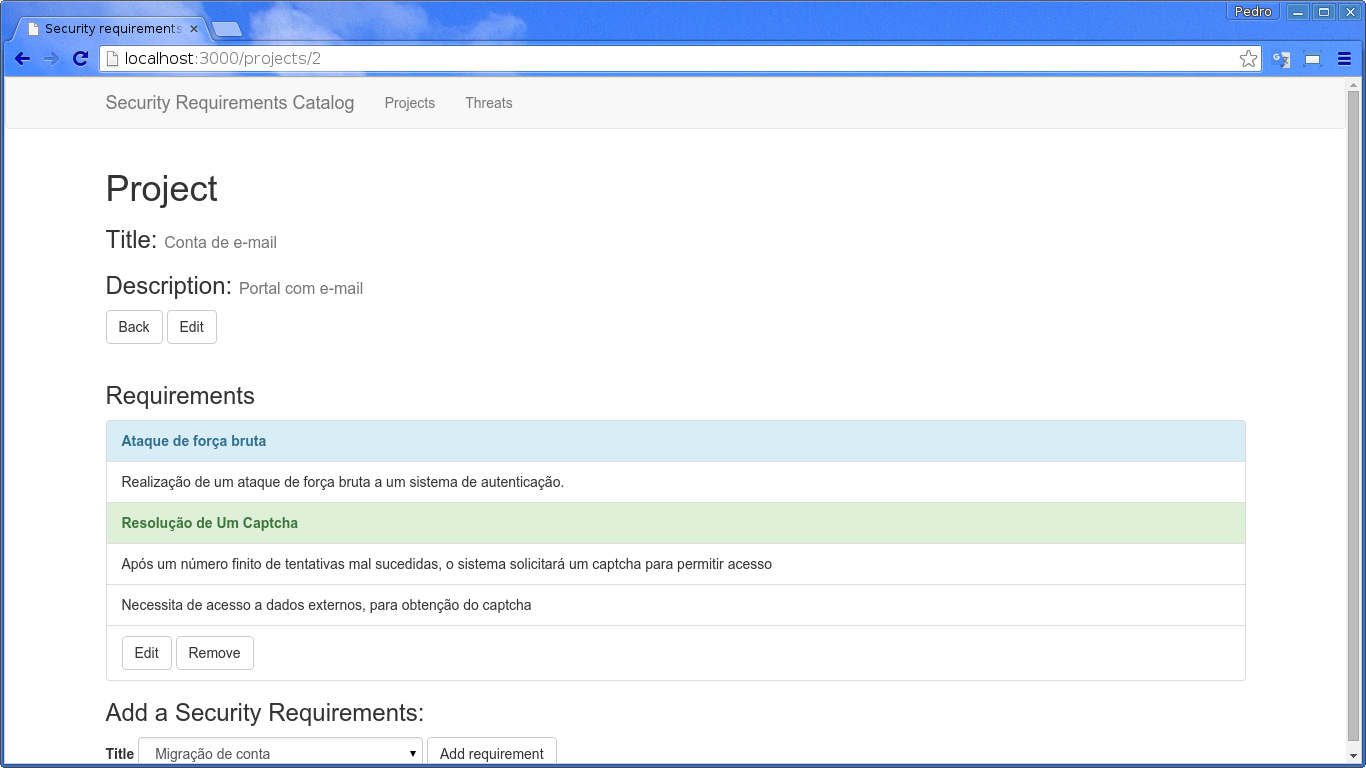 Pedro
Security requirements
localhost:3000/projects/2
Security Requirements Catalog Projects Threats
Project
Title: Conta de e-mail
Description: Portal com e-mail
Back Edit
Requirements
Ataque de força bruta
Realização de um ataque de força bruta a um sistema de autenticação.
Resolução de Um Captcha
Após um número finito de tentativas mal sucedidas, o sistema solicitará um captcha para permitir acesso
Necessita de acesso a dados externos, para obtenção do captcha
Edit Remove
Add a Security Requirements:
Title Migração de conta Add requirement